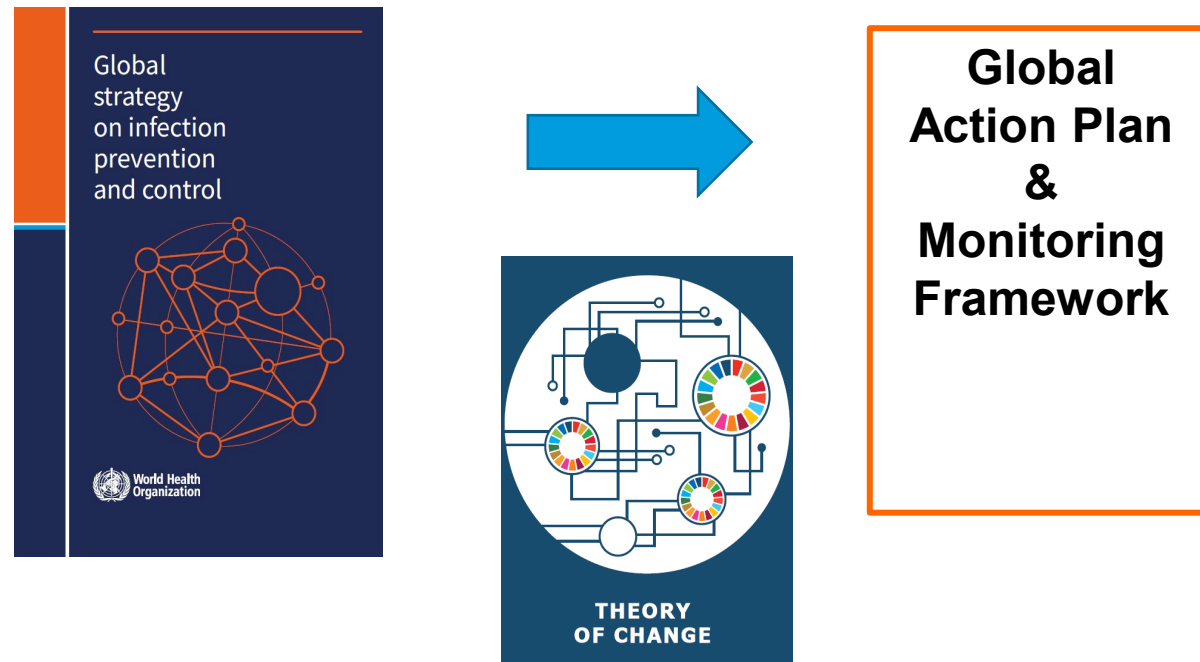 Global
strategy
on infection
prevention
and control
World Health
Organization
THEORY
OF CHANGE
Global
Action Plan
&
Monitoring
Framework